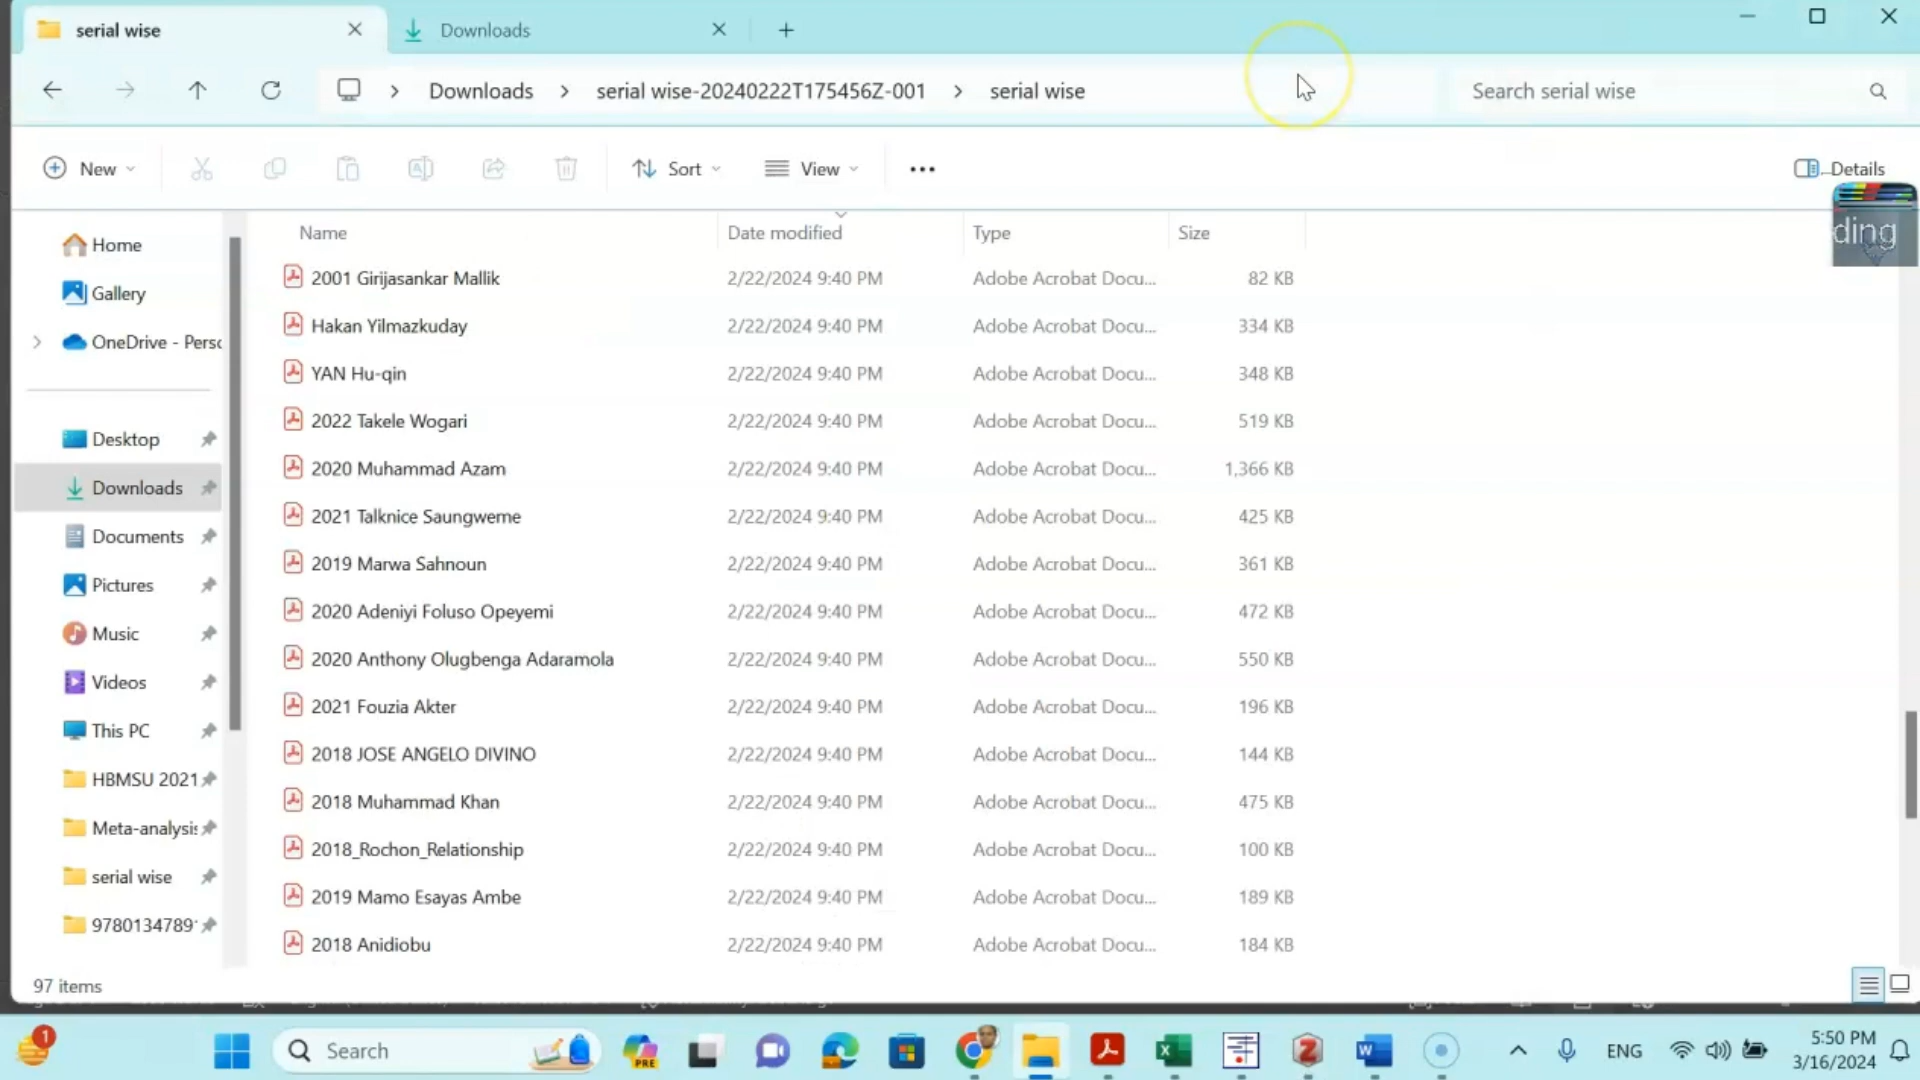 serial wise
Downloads
Downloads > serial wise-20240222T175456Z-001 > serial wise
Search serial wise
New
Sort
View
Details
ding
Home
Gallery
OneDrive - Perso
Desktop
Downloads
Documents
Pictures
Music
Videos
This PC
HBMSU 2021
Meta-analysis
serial wise
9780134789
Name Date modified Type Size
2001 Girijasankar Mallik 2/22/2024 9:40 PM Adobe Acrobat Docu... 82 KB
Hakan Yilmazkuday 2/22/2024 9:40 PM Adobe Acrobat Docu... 334 KB
YAN Hu-qin 2/22/2024 9:40 PM Adobe Acrobat Docu... 348 KB
2022 Takele Wogari 2/22/2024 9:40 PM Adobe Acrobat Docu... 519 KB
2020 Muhammad Azam 2/22/2024 9:40 PM Adobe Acrobat Docu... 1,366 KB
2021 Talknice Saungweme 2/22/2024 9:40 PM Adobe Acrobat Docu... 425 KB
2019 Marwa Sahnoun 2/22/2024 9:40 PM Adobe Acrobat Docu... 361 KB
2020 Adeniyi Foluso Opeyemi 2/22/2024 9:40 PM Adobe Acrobat Docu... 472 KB
2020 Anthony Olugbenga Adaramola 2/22/2024 9:40 PM Adobe Acrobat Docu... 550 KB
2021 Fouzia Akter 2/22/2024 9:40 PM Adobe Acrobat Docu... 196 KB
2018 JOSE ANGELO DIVINO 2/22/2024 9:40 PM Adobe Acrobat Docu... 144 KB
2018 Muhammad Khan 2/22/2024 9:40 PM Adobe Acrobat Docu... 475 KB
2018_Rochon_Relationship 2/22/2024 9:40 PM Adobe Acrobat Docu... 100 KB
2019 Mamo Esayas Ambe 2/22/2024 9:40 PM Adobe Acrobat Docu... 189 KB
2018 Anidiobu 2/22/2024 9:40 PM Adobe Acrobat Docu... 184 KB
97 items
1
Search
PRE
ENG
5:50 PM
3/16/2024